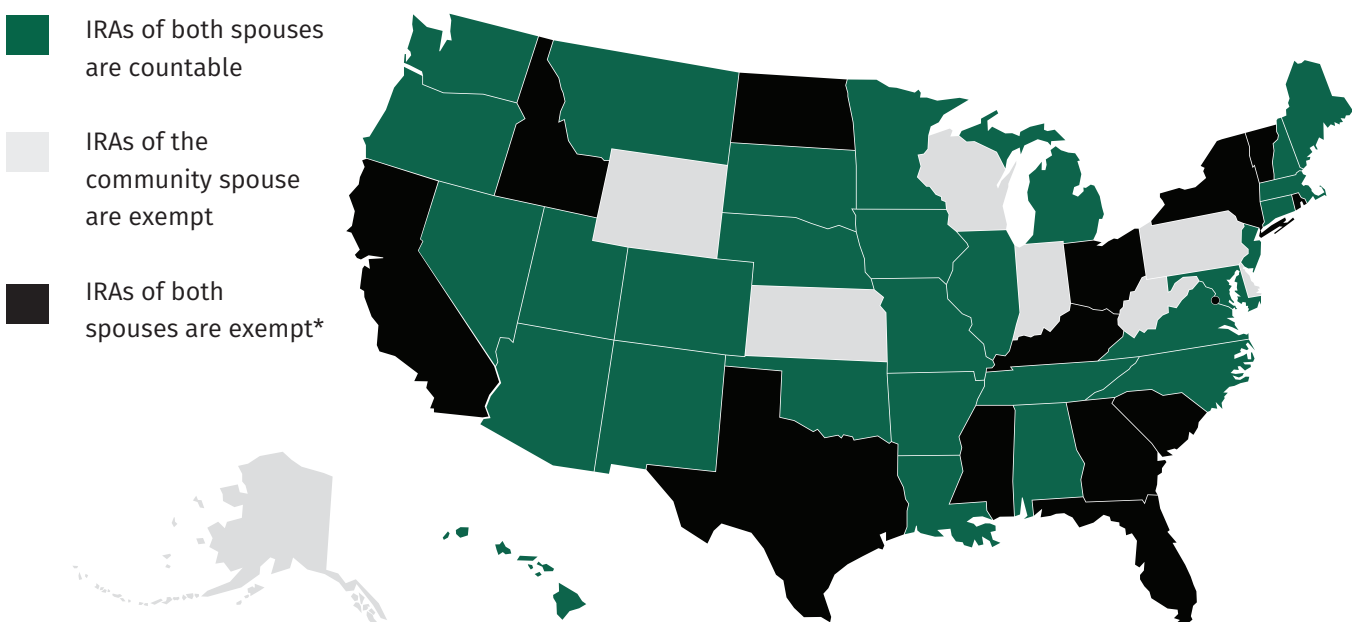 IRAs of both spouses
are countable
IRAs of the
community spouse
are exempt
IRAs of both
spouses are exempt*